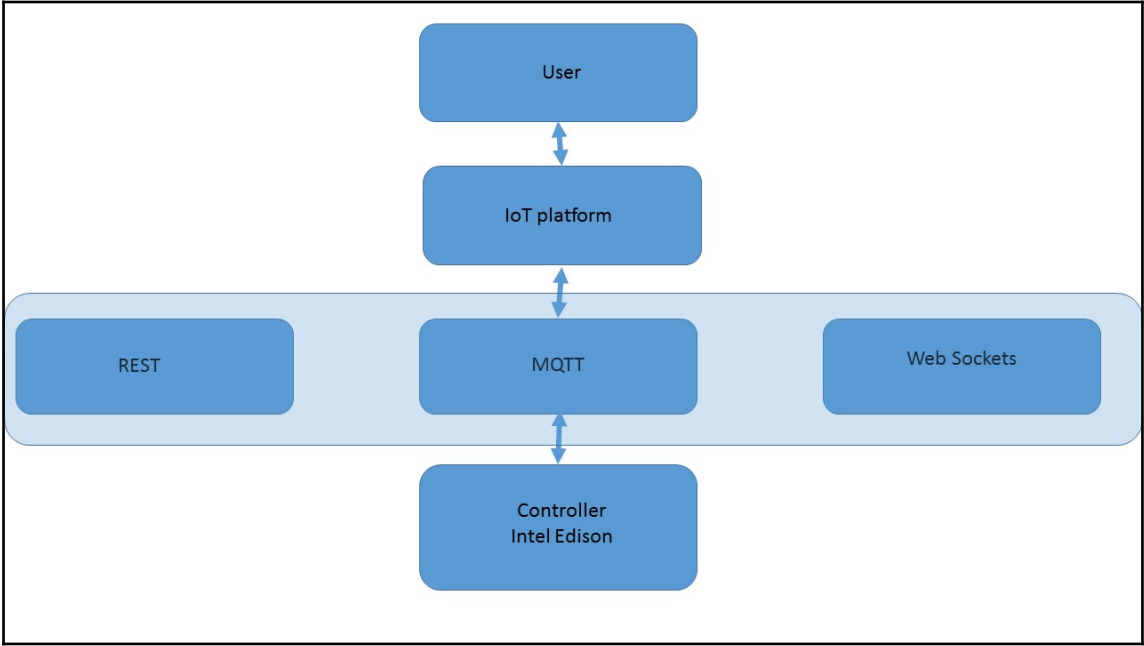 User
IoT platform
REST
MQTT
Web Sockets
Controller
Intel Edison